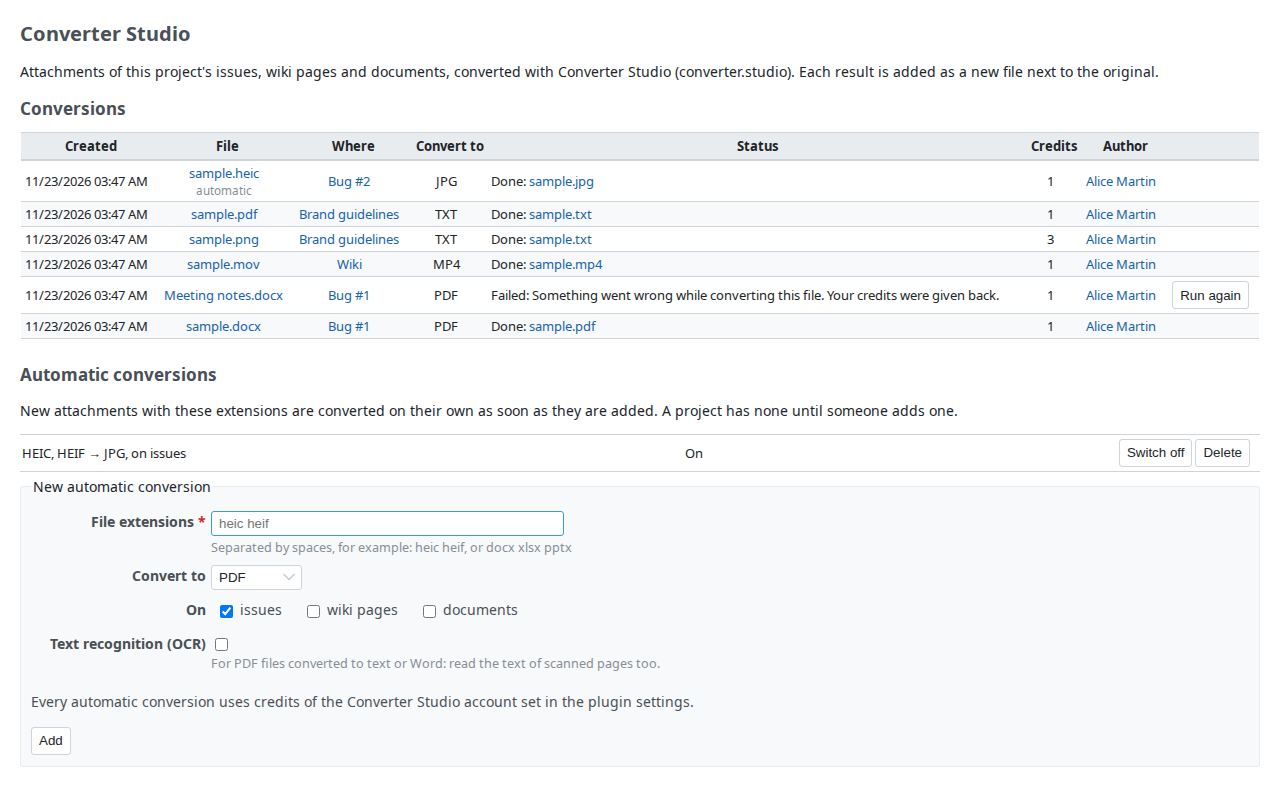 Converter Studio
Attachments of this project's issues, wiki pages and documents, converted with Converter Studio (converter.studio). Each result is added as a new file next to the original.
Conversions
Created File Where Convert to Status Credits Author
11/23/2026 03:47 AM sample.heic automatic Bug #2 JPG Done: sample.jpg 1 Alice Martin
11/23/2026 03:47 AM sample.pdf Brand guidelines TXT Done: sample.txt 1 Alice Martin
11/23/2026 03:47 AM sample.png Brand guidelines TXT Done: sample.txt 3 Alice Martin
11/23/2026 03:47 AM sample.mov Wiki MP4 Done: sample.mp4 1 Alice Martin
11/23/2026 03:47 AM Meeting notes.docx Bug #1 PDF Failed: Something went wrong while converting this file. Your credits were given back. 1 Alice Martin Run again
11/23/2026 03:47 AM sample.docx Bug #1 PDF Done: sample.pdf 1 Alice Martin
Automatic conversions
New attachments with these extensions are converted on their own as soon as they are added. A project has none until someone adds one.
HEIC, HEIF → JPG, on issues On Switch off Delete
New automatic conversion
File extensions * heic heif
Separated by spaces, for example: heic heif, or docx xlsx pptx
Convert to PDF
On issues wiki pages documents
Text recognition (OCR)
For PDF files converted to text or Word: read the text of scanned pages too.
Every automatic conversion uses credits of the Converter Studio account set in the plugin settings.
Add